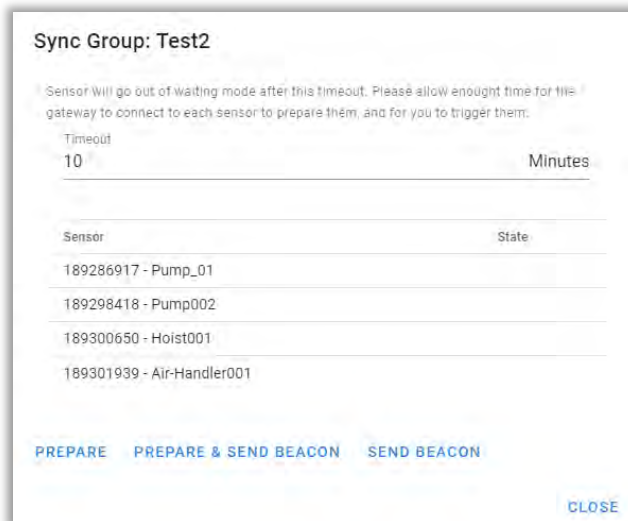 Sync Group: Test2
Sensor will go out of waiting mode after this timeout. Please allow enought time for the
gateway to connect to each sensor to prepare them, and for you to trigger them.
Timeout
10 Minutes
Sensor State
189286917 - Pump_01
189298418 - Pump002
189300650 - Hoist001
189301939 - Air-Handler001
PREPARE PREPARE & SEND BEACON SEND BEACON
CLOSE